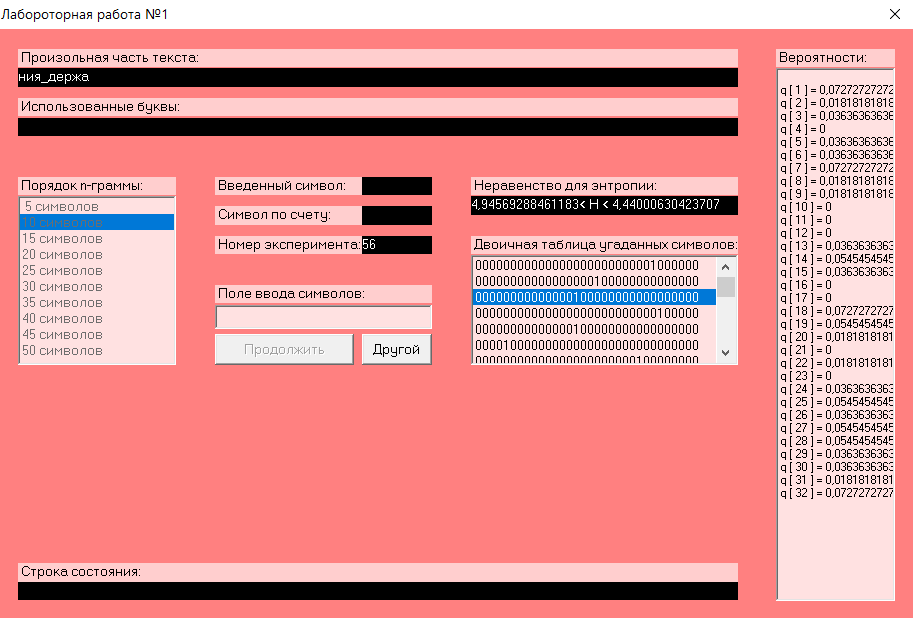 Лабороторная работа №1
Произольная часть текста:
ния_держа
Использованные буквы:
Порядок n-граммы:
5 символов
10 символов
15 символов
20 символов
25 символов
30 символов
35 символов
40 символов
45 символов
50 символов
Введенный символ:
Символ по счету:
Номер эксперимента: 56
Поле ввода символов:
Продолжить
Другой
Неравенство для энтропии:
4,94569288461183< H < 4,44000630423707
Двоичная таблица угаданных символов:
00000000000000000000000001000000
00000000000000000100000000000000
00000000000000100000000000000000
00000000000000000000000000100000
00000000000000100000000000000000
00001000000000000000000000000000
Вероятности:
q [ 1 ] = 0,07272727272
q [ 2 ] = 0,01818181818
q [ 3 ] = 0,03636363636
q [ 4 ] = 0
q [ 5 ] = 0,03636363636
q [ 6 ] = 0,03636363636
q [ 7 ] = 0,07272727272
q [ 8 ] = 0,01818181818
q [ 9 ] = 0,01818181818
q [ 10 ] = 0
q [ 11 ] = 0
q [ 12 ] = 0
q [ 13 ] = 0,0363636363
q [ 14 ] = 0,0545454545
q [ 15 ] = 0,0363636363
q [ 16 ] = 0
q [ 17 ] = 0
q [ 18 ] = 0,0727272727
q [ 19 ] = 0,0545454545
q [ 20 ] = 0,0181818181
q [ 21 ] = 0
q [ 22 ] = 0,0181818181
q [ 23 ] = 0
q [ 24 ] = 0,0363636363
q [ 25 ] = 0,0545454545
q [ 26 ] = 0,0363636363
q [ 27 ] = 0,0545454545
q [ 28 ] = 0,0545454545
q [ 29 ] = 0,0363636363
q [ 30 ] = 0,0363636363
q [ 31 ] = 0,0181818181
q [ 32 ] = 0,0727272727
Строка состояния: